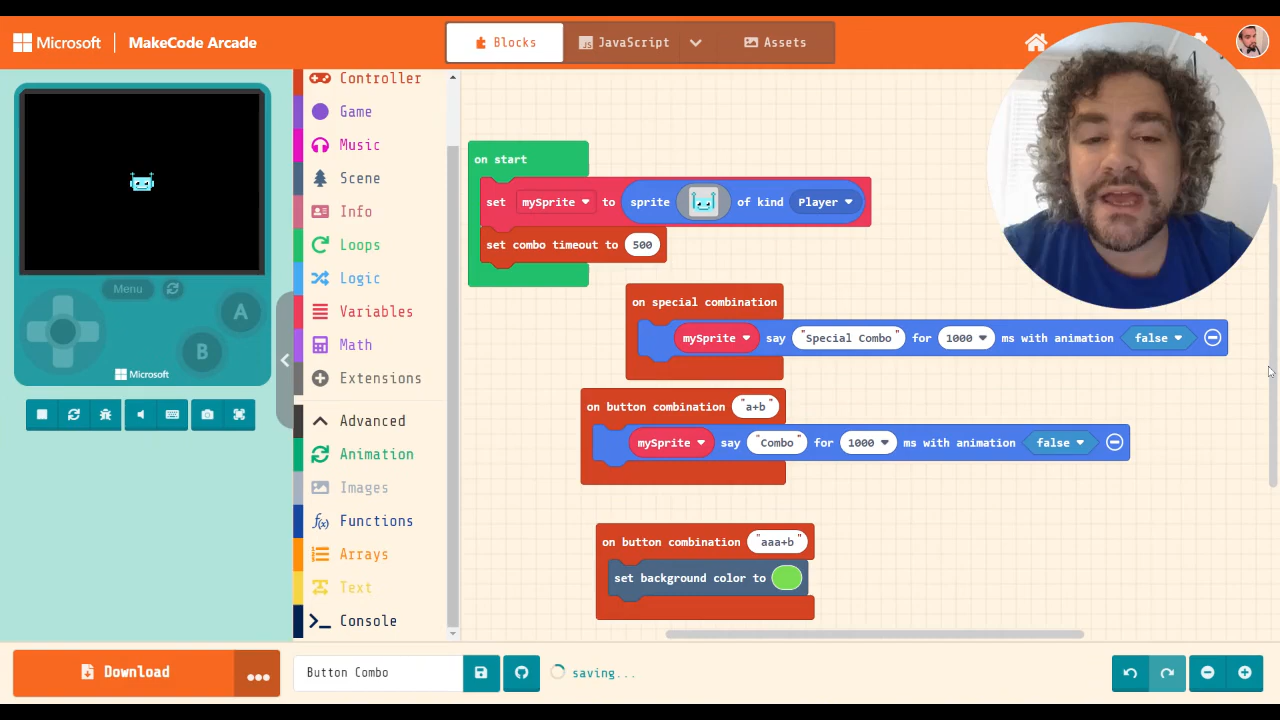 Microsoft | MakeCode Arcade
Blocks
JavaScript
Assets
Menu
A
B
Microsoft
Controller
Game
Music
Scene
Info
Loops
Logic
Variables
Math
Extensions
Advanced
Animation
Images
Functions
Arrays
Text
Console
on start
set mySprite to sprite of kind Player
set combo timeout to 500
on special combination
mySprite say "Special Combo" for 1000 ms with animation false
on button combination "a+b"
mySprite say "Combo" for 1000 ms with animation false
on button combination "aaa+b"
set background color to
Download
...
Button Combo
saving...